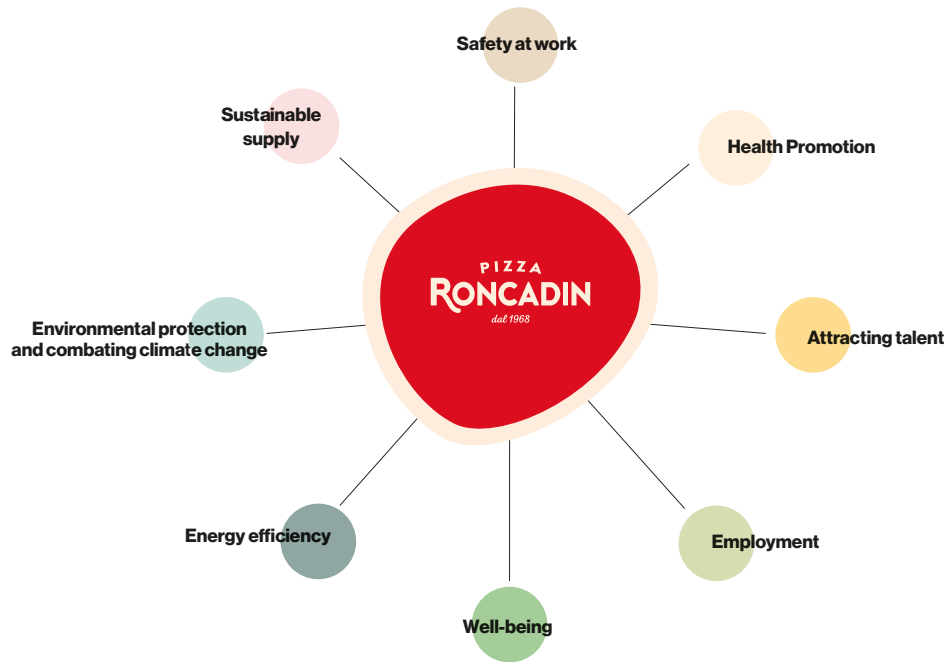 Safety at work
Sustainable
supply
Health Promotion
PIZZA
RONCADIN
dal 1968
Environmental protection
and combating climate change
Attracting talent
Energy efficiency
Employment
Well-being